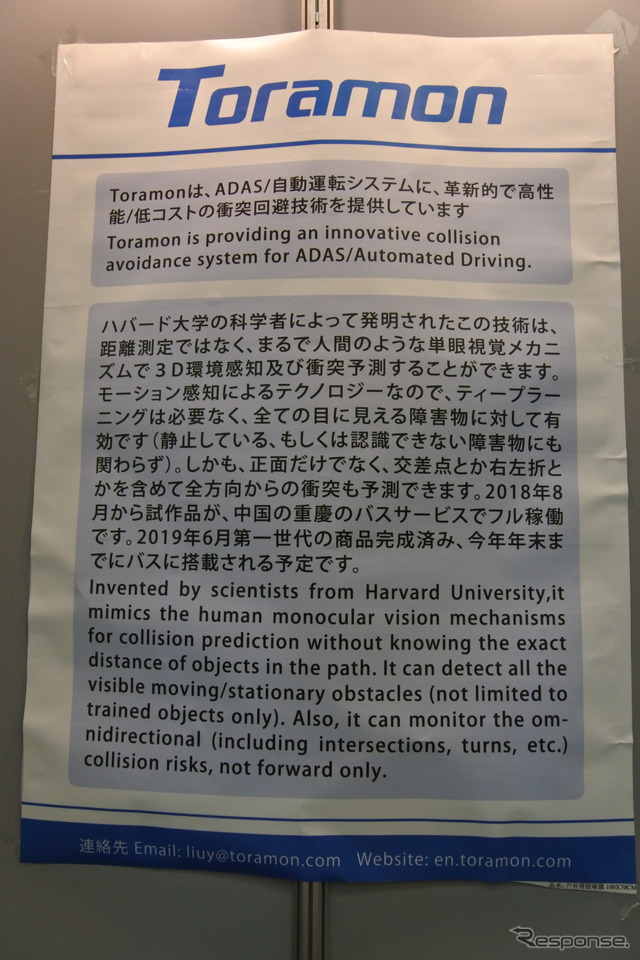 Toramon
Toramonは、ADAS/自動運転システムに、革新的で高性
能/低コストの衝突回避技術を提供しています
Toramon is providing an innovative collision
avoidance system for ADAS/Automated Driving.
ハバード大学の科学者によって発明されたこの技術は、
距離測定ではなく、まるで人間のような単眼視覚メカニ
ズムで３D環境感知及び衝突予測することができます。
モーション感知によるテクノロジーなので、ティープラー
ニングは必要なく、全ての目に見える障害物に対して有
効です（静止している、もしくは認識できない障害物にも
関わらず）。しかも、正面だけでなく、交差点とか右左折と
かを含めて全方向からの衝突も予測できます。2018年8
月から試作品が、中国の重慶のバスサービスでフル稼働
です。2019年6月第一世代の商品完成済み、今年年末ま
でにバスに搭載される予定です。
Invented by scientists from Harvard University,it
mimics the human monocular vision mechanisms
for collision prediction without knowing the exact
distance of objects in the path. It can detect all the
visible moving/stationary obstacles (not limited to
trained objects only). Also, it can monitor the om-
nidirectional (including intersections, turns, etc.)
collision risks, not forward only.
連絡先 Email: liuy@toramon.com Website: en.toramon.com
100X70CM
Response.